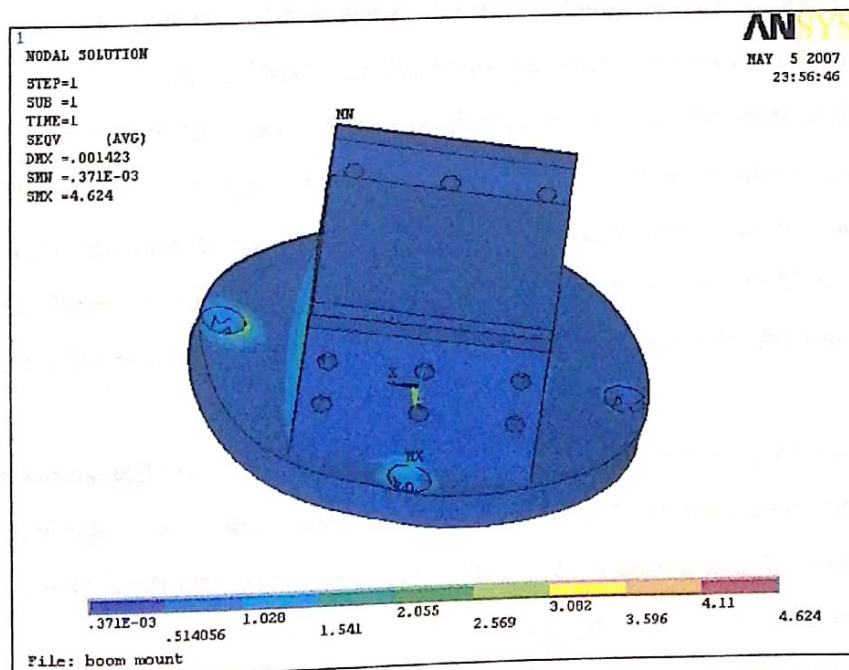 1
NODAL SOLUTION
STEP=1
SUB =1
TIME=1
SEQV (AVG)
DMX =.001423
SMN =.371E-03
SMX =4.624
ANSYS
MAY 5 2007
23:56:46
MN
X
MX
.371E-03 1.028 2.055 3.082 4.11
.514056 1.541 2.569 3.596 4.624
File: boom mount